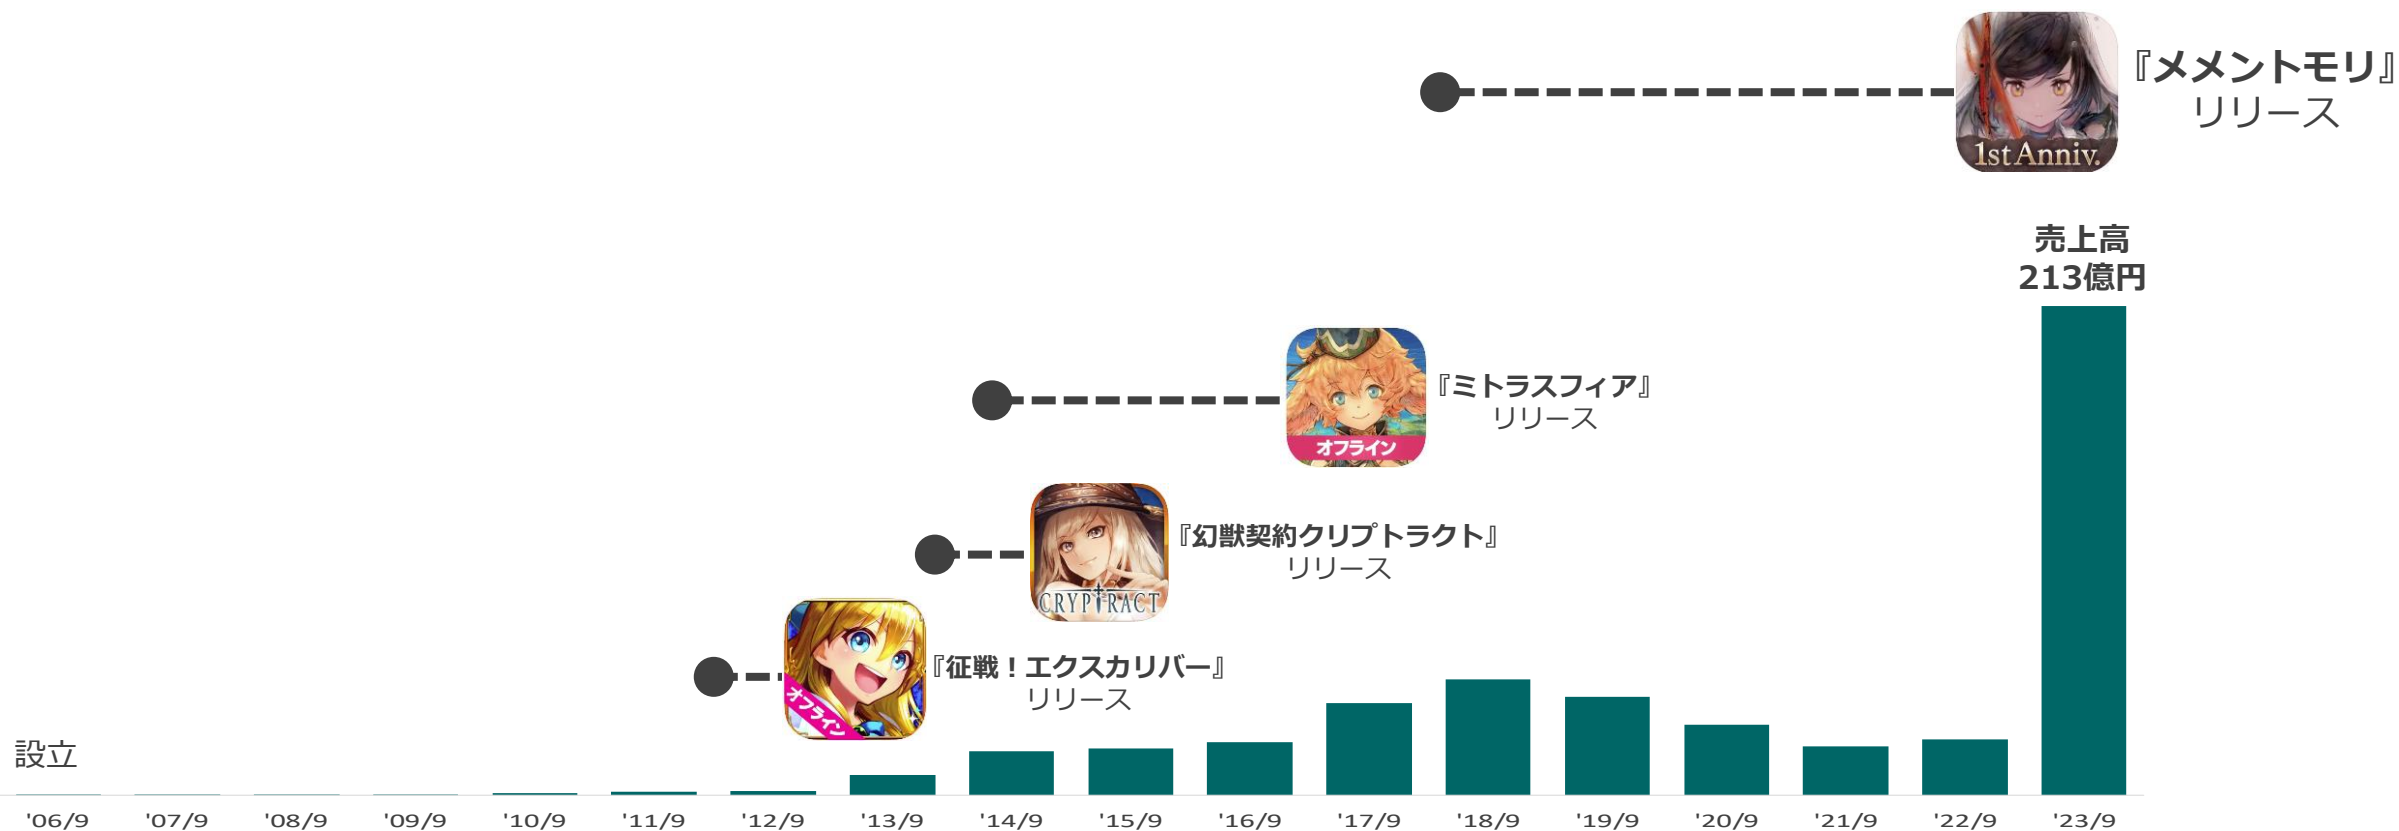 『メメントモリ』
リリース
1st Anniv.
売上高
213億円
『ミトラスフィア』
リリース
オフライン
『幻獣契約クリプトラクト』
リリース
CRYPTRACT
『征戦！エクスカリバー』
リリース
オフライン
設立
'06/9 '07/9 '08/9 '09/9 '10/9 '11/9 '12/9 '13/9 '14/9 '15/9 '16/9 '17/9 '18/9 '19/9 '20/9 '21/9 '22/9 '23/9